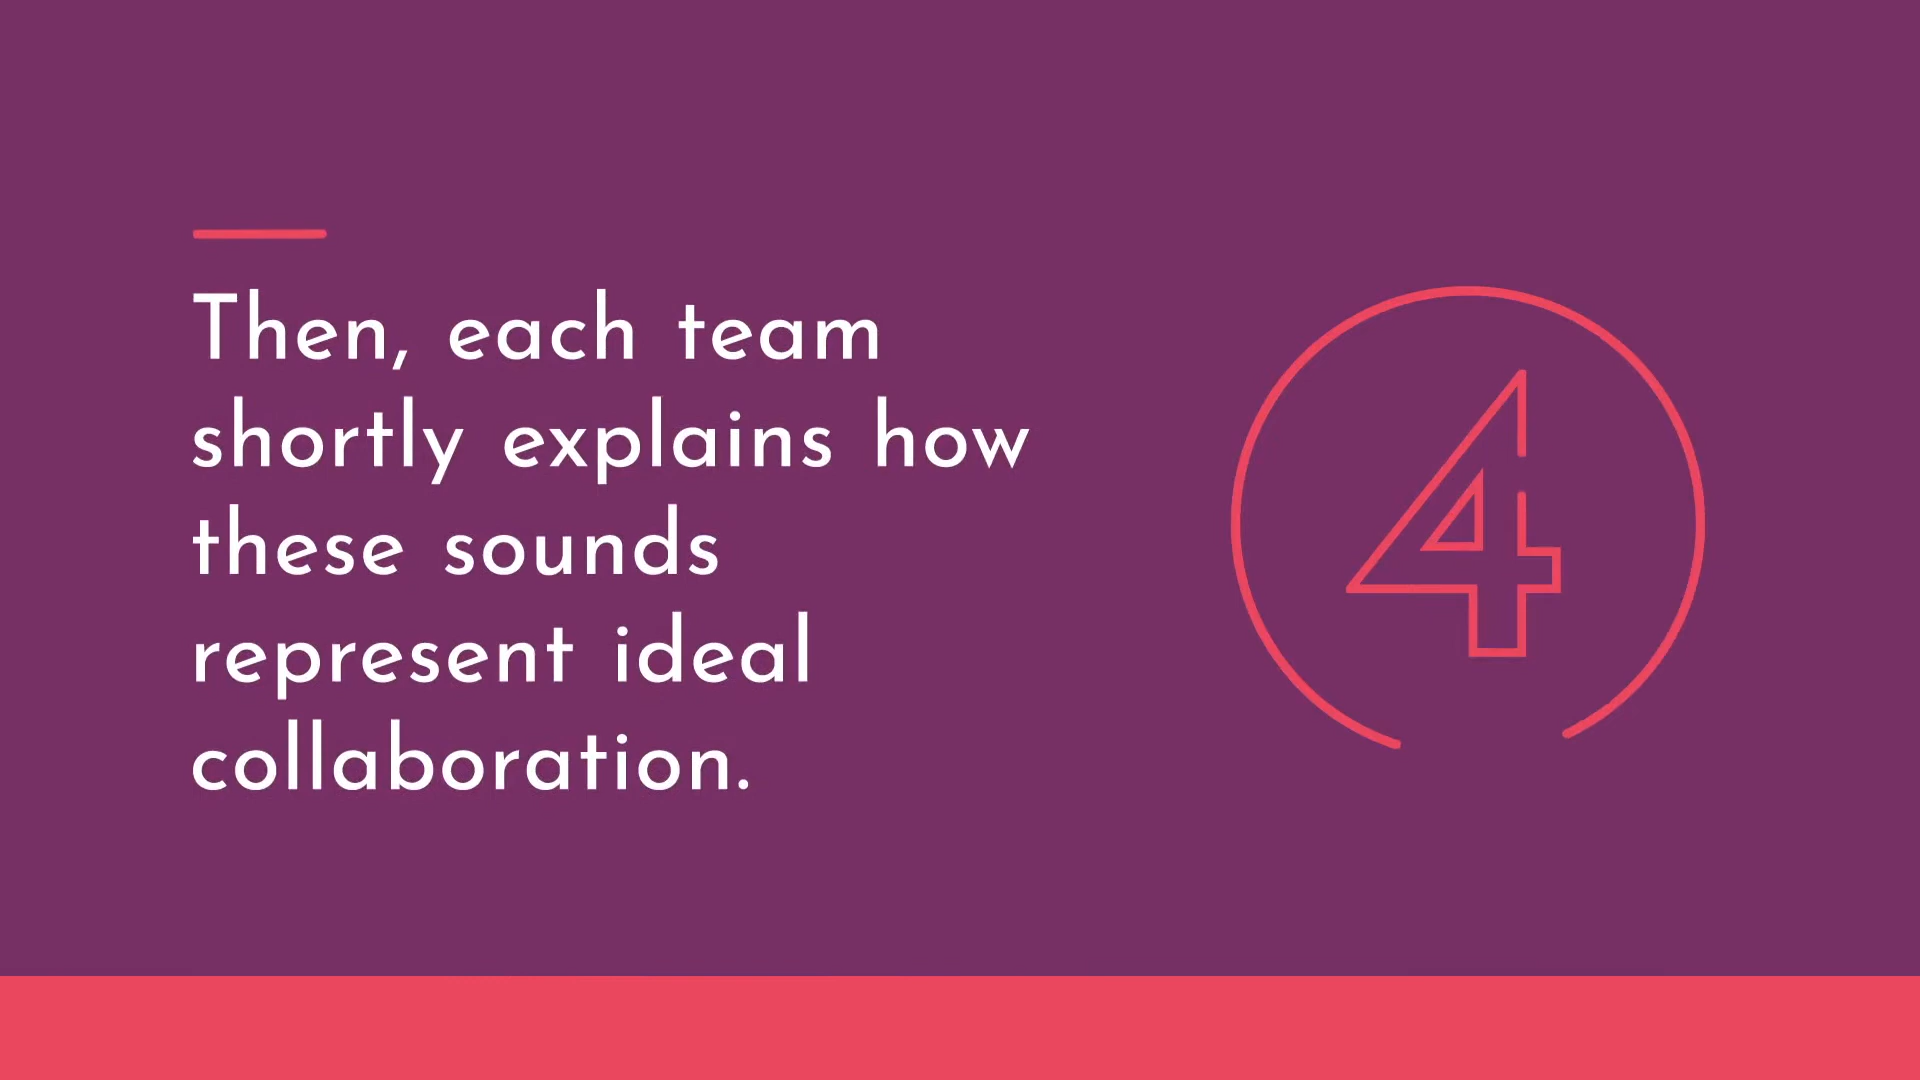 Then, each team
shortly explains how
these sounds
represent ideal
collaboration.
4